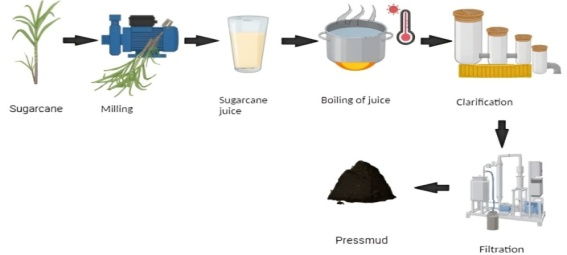 Sugarcane
Milling
Sugarcane
juice
Boiling of juice
Clarification
Pressmud
Filtration